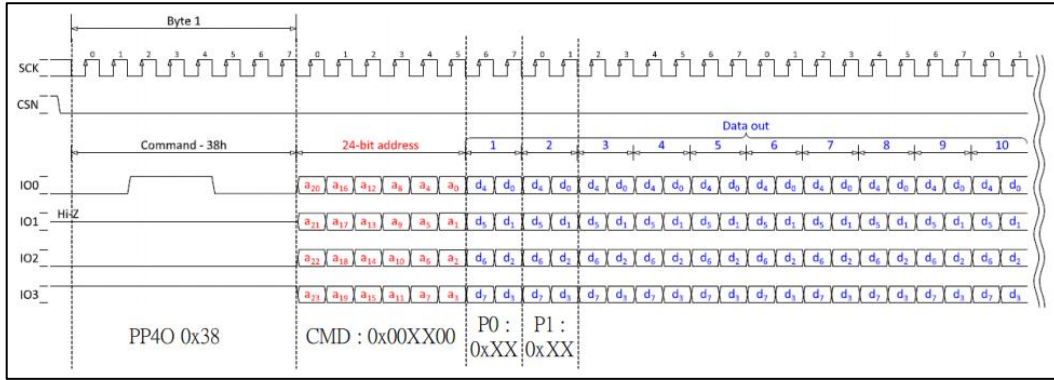 Byte 1
0 1 2 3 4 5 6 7 0 1 2 3 4 5 6 7 0 1 2 3 4 5 6 7 0 1 2 3 4 5 6 7 0 1
SCK
CSN
Data out
Command - 38h 24-bit address 1 2 3 4 5 6 7 8 9 10
IO0 a20 a16 a12 a8 a4 a0 d4 d0 d4 d0 d4 d0 d4 d0 d4 d0 d4 d0 d4 d0 d4 d0 d4 d0 d4 d0
Hi-Z
IO1 a21 a17 a13 a9 a5 a1 d5 d1 d5 d1 d5 d1 d5 d1 d5 d1 d5 d1 d5 d1 d5 d1 d5 d1 d5 d1
IO2 a22 a18 a14 a10 a6 a2 d6 d2 d6 d2 d6 d2 d6 d2 d6 d2 d6 d2 d6 d2 d6 d2 d6 d2 d6 d2
IO3 a23 a19 a15 a11 a7 a3 d7 d3 d7 d3 d7 d3 d7 d3 d7 d3 d7 d3 d7 d3 d7 d3 d7 d3 d7 d3
PP4O 0x38
CMD : 0x00XX00
P0 :
0xXX
P1 :
0xXX